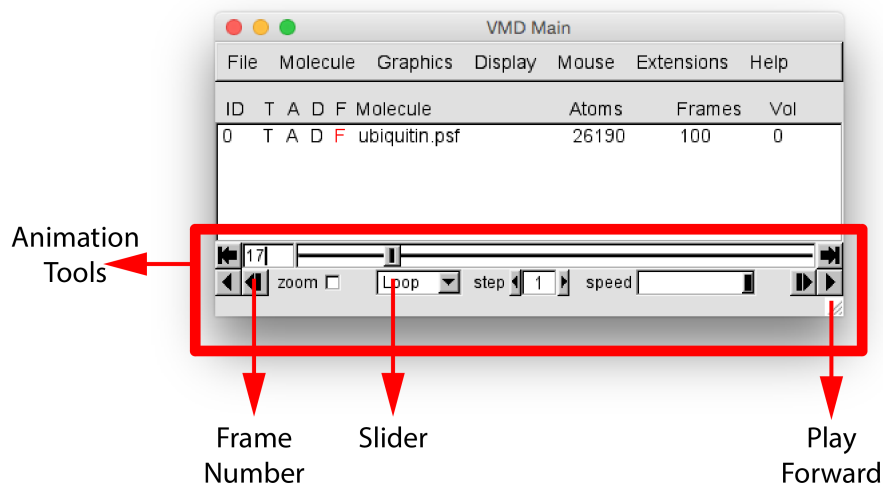 VMD Main
File Molecule Graphics Display Mouse Extensions Help
ID T A D F Molecule Atoms Frames Vol
0 T A D F ubiquitin.psf 26190 100 0
Animation
Tools
17
zoom Loop step 1 speed
Frame
Number
Slider
Play
Forward